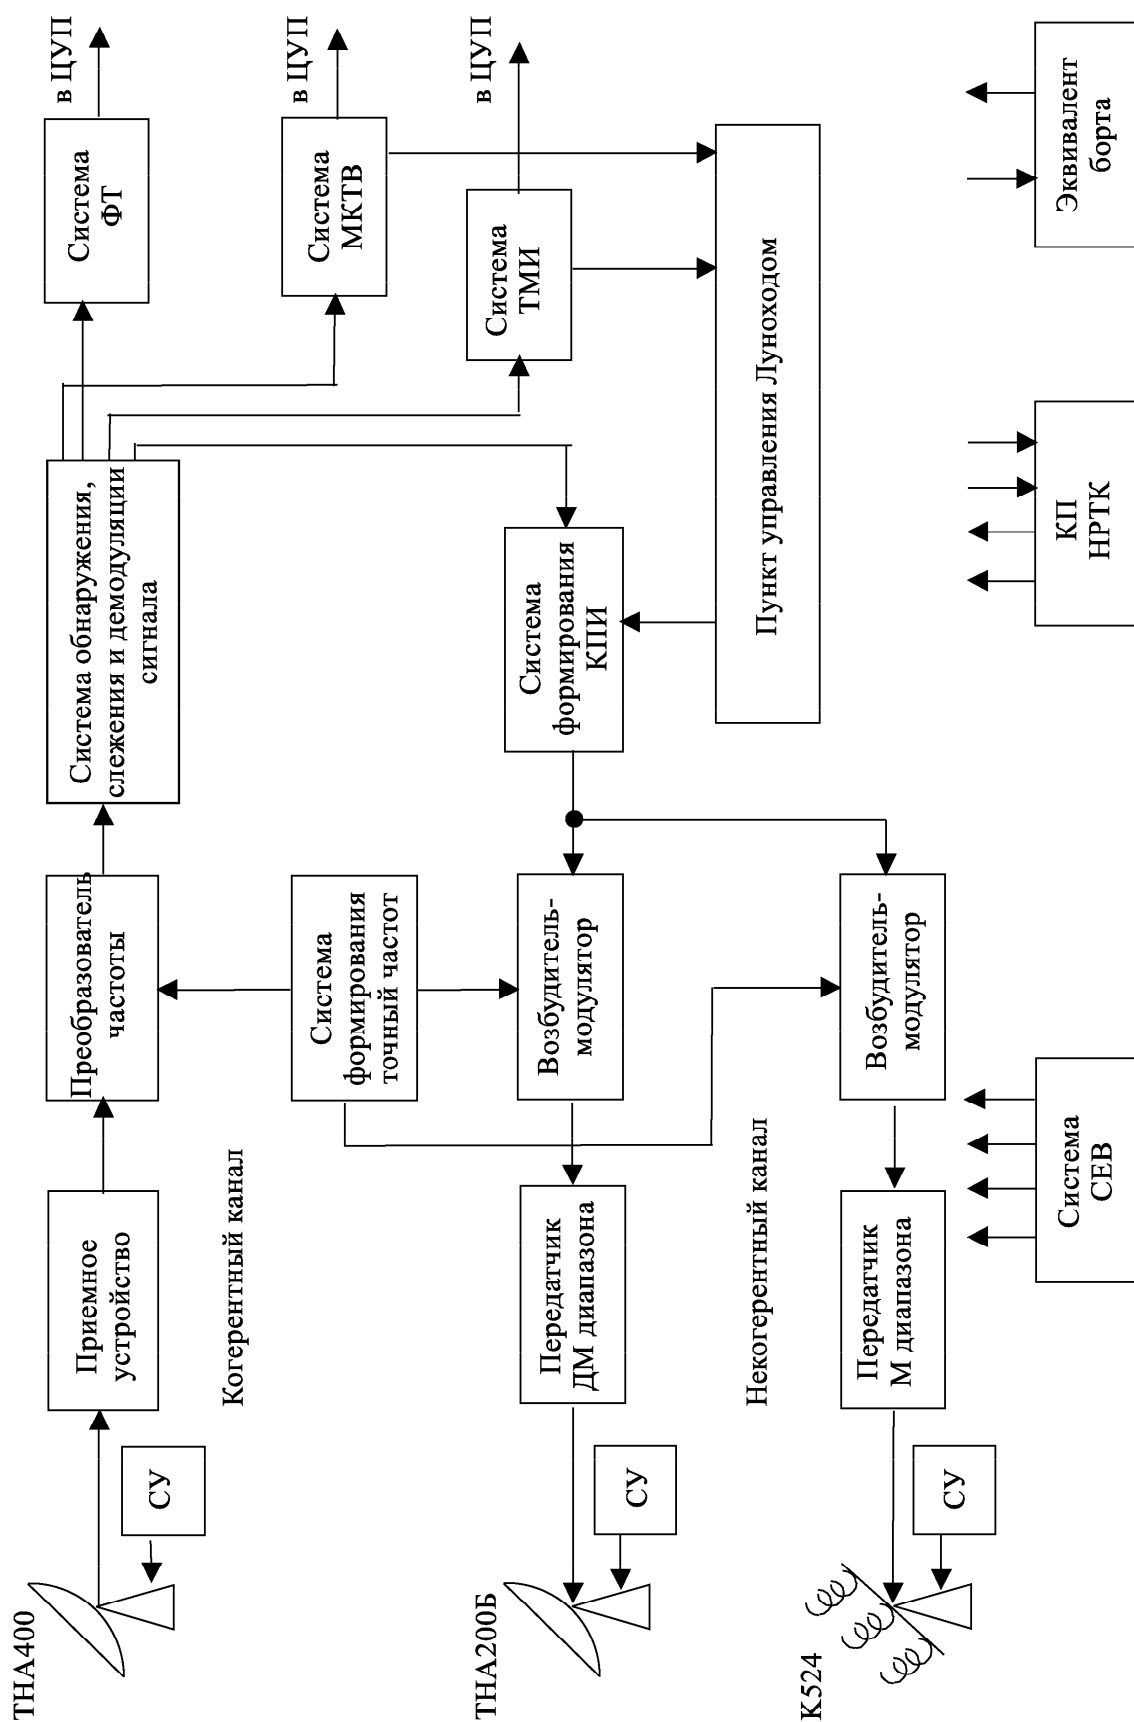 ТНА400
СУ
Приемное
устройство
Преобразователь
частоты
Система обнаружения,
слежения и демодуляции
сигнала
Система
ФТ
в ЦУП
Когерентный канал
Система
формирования
точный частот
Система
МКТВ
в ЦУП
ТНА200Б
СУ
Передатчик
ДМ диапазона
Возбудитель-
модулятор
Система
формирования
КПИ
Система
ТМИ
в ЦУП
Некогерентный канал
Пункт управления Луноходом
К524
СУ
Передатчик
М диапазона
Возбудитель-
модулятор
Система
СЕВ
КП
НРТК
Эквивалент
борта